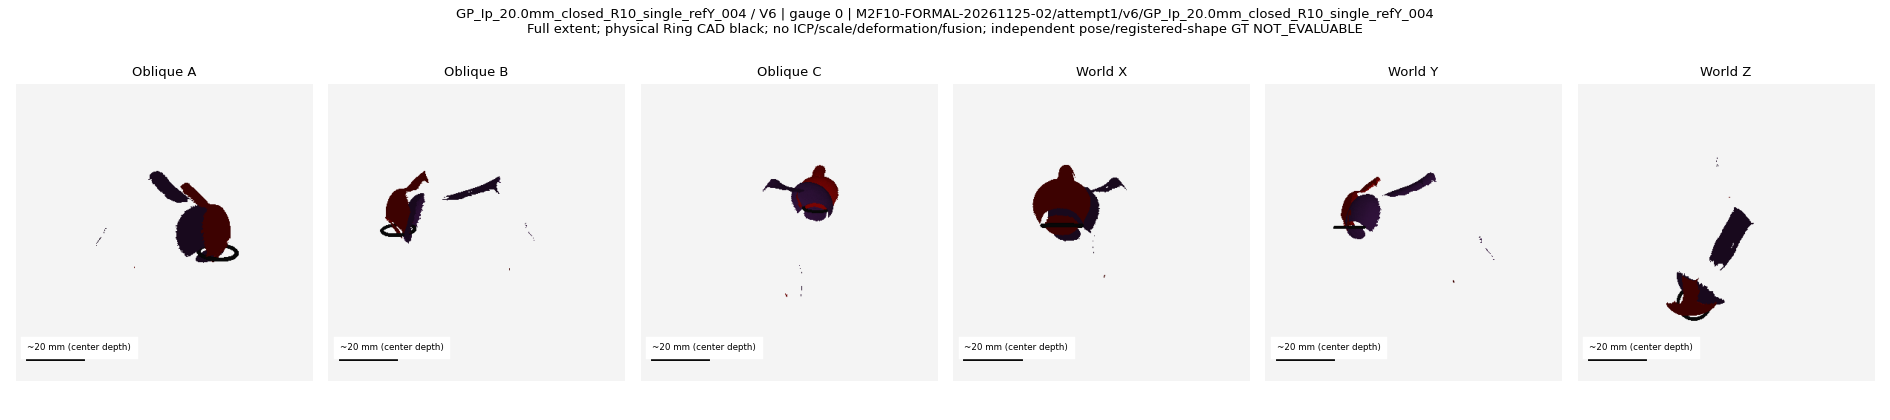 GP_Ip_20.0mm_closed_R10_single_refY_004 / V6 | gauge 0 | M2F10-FORMAL-20261125-02/attempt1/v6/GP_Ip_20.0mm_closed_R10_single_refY_004
Full extent; physical Ring CAD black; no ICP/scale/deformation/fusion; independent pose/registered-shape GT NOT_EVALUABLE
Oblique A
Oblique B
Oblique C
World X
World Y
World Z
~20 mm (center depth)
~20 mm (center depth)
~20 mm (center depth)
~20 mm (center depth)
~20 mm (center depth)
~20 mm (center depth)